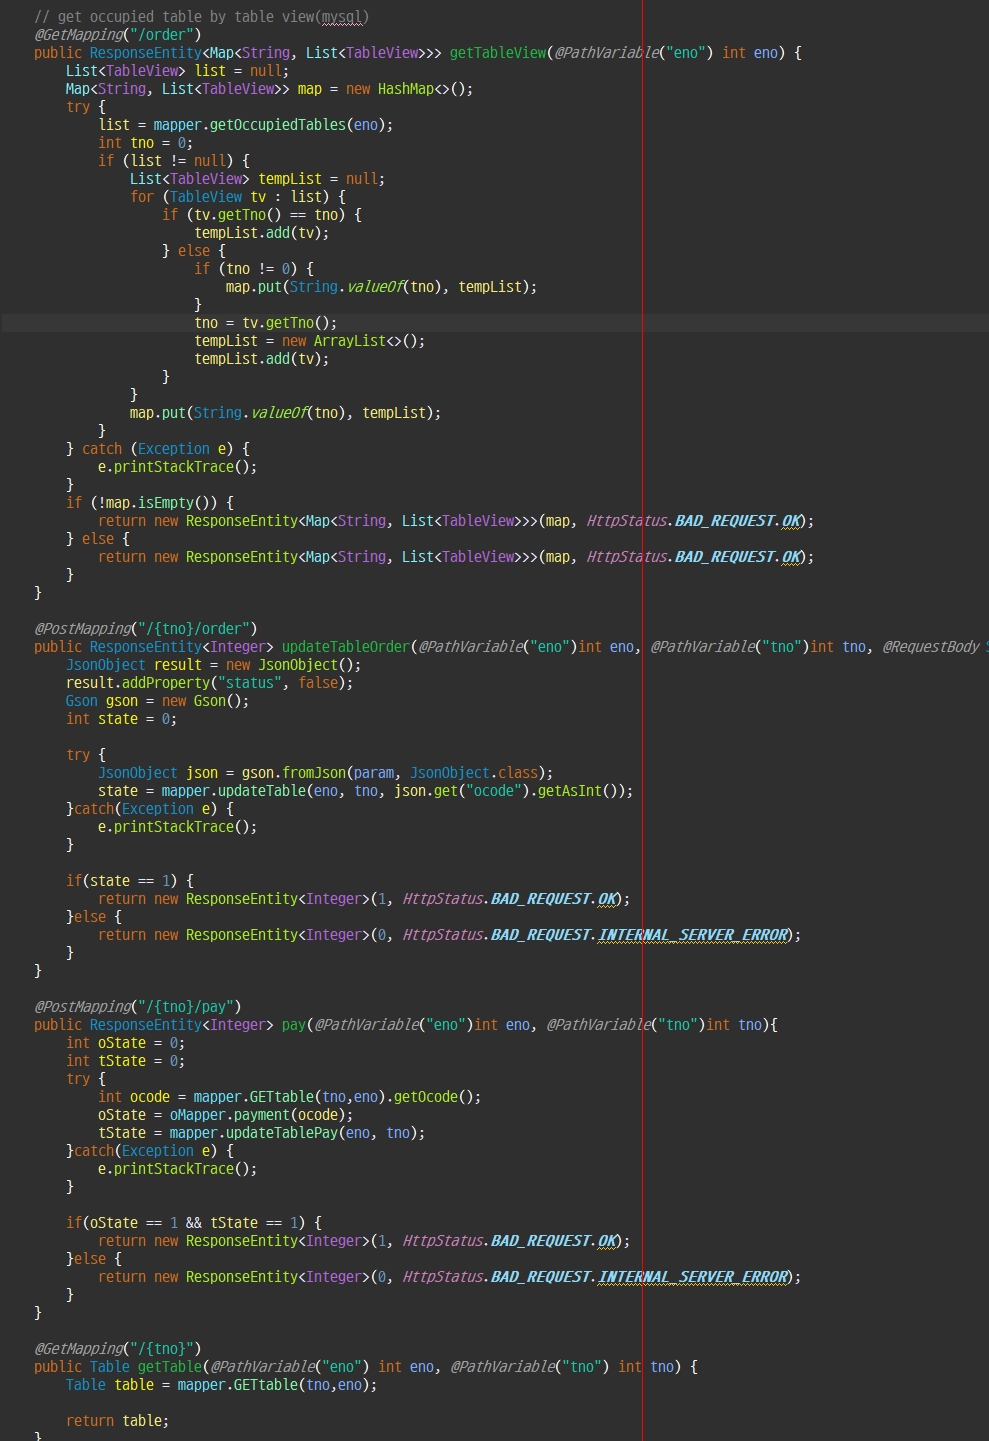 // get occupied table by table view(mysql)
@GetMapping("/order")
public ResponseEntity<Map<String, List<TableView>>> getTableView(@PathVariable("eno") int eno) {
List<TableView> list = null;
Map<String, List<TableView>> map = new HashMap<>();
try {
list = mapper.getOccupiedTables(eno);
int tno = 0;
if (list != null) {
List<TableView> tempList = null;
for (TableView tv : list) {
if (tv.getTno() == tno) {
tempList.add(tv);
} else {
if (tno != 0) {
map.put(String.valueOf(tno), tempList);
}
tno = tv.getTno();
tempList = new ArrayList<>();
tempList.add(tv);
}
}
map.put(String.valueOf(tno), tempList);
}
} catch (Exception e) {
e.printStackTrace();
}
if (!map.isEmpty()) {
return new ResponseEntity<Map<String, List<TableView>>>(map, HttpStatus.BAD_REQUEST.OK);
} else {
return new ResponseEntity<Map<String, List<TableView>>>(map, HttpStatus.BAD_REQUEST.OK);
}
}
@PostMapping("/{tno}/order")
public ResponseEntity<Integer> updateTableOrder(@PathVariable("eno")int eno, @PathVariable("tno")int tno, @RequestBody
JsonObject result = new JsonObject();
result.addProperty("status", false);
Gson gson = new Gson();
int state = 0;
try {
JsonObject json = gson.fromJson(param, JsonObject.class);
state = mapper.updateTable(eno, tno, json.get("ocode").getAsInt());
}catch(Exception e) {
e.printStackTrace();
}
if(state == 1) {
return new ResponseEntity<Integer>(1, HttpStatus.BAD_REQUEST.OK);
}else {
return new ResponseEntity<Integer>(0, HttpStatus.BAD_REQUEST.INTERNAL_SERVER_ERROR);
}
}
@PostMapping("/{tno}/pay")
public ResponseEntity<Integer> pay(@PathVariable("eno")int eno, @PathVariable("tno")int tno){
int oState = 0;
int tState = 0;
try {
int ocode = mapper.GETtable(tno,eno).getOcode();
oState = oMapper.payment(ocode);
tState = mapper.updateTablePay(eno, tno);
}catch(Exception e) {
e.printStackTrace();
}
if(oState == 1 && tState == 1) {
return new ResponseEntity<Integer>(1, HttpStatus.BAD_REQUEST.OK);
}else {
return new ResponseEntity<Integer>(0, HttpStatus.BAD_REQUEST.INTERNAL_SERVER_ERROR);
}
}
@GetMapping("/{tno}")
public Table getTable(@PathVariable("eno") int eno, @PathVariable("tno") int tno) {
Table table = mapper.GETtable(tno,eno);
return table;
}